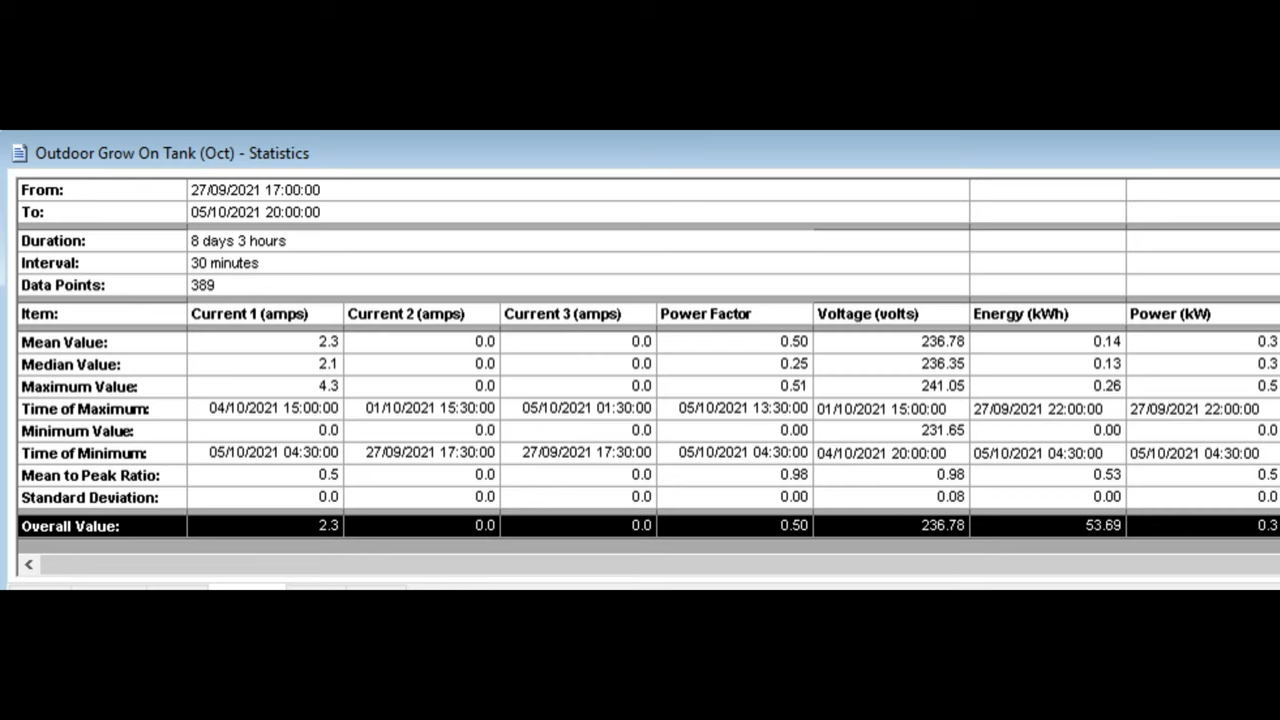 Outdoor Grow On Tank (Oct) - Statistics
From: 27/09/2021 17:00:00
To: 05/10/2021 20:00:00
Duration: 8 days 3 hours
Interval: 30 minutes
Data Points: 389
Item: Current 1 (amps) Current 2 (amps) Current 3 (amps) Power Factor Voltage (volts) Energy (kWh) Power (kW)
Mean Value: 2.3 0.0 0.0 0.50 236.78 0.14 0.3
Median Value: 2.1 0.0 0.0 0.25 236.35 0.13 0.3
Maximum Value: 4.3 0.0 0.0 0.51 241.05 0.26 0.5
Time of Maximum: 04/10/2021 15:00:00 01/10/2021 15:30:00 05/10/2021 01:30:00 05/10/2021 13:30:00 01/10/2021 15:00:00 27/09/2021 22:00:00 27/09/2021 22:00:00
Minimum Value: 0.0 0.0 0.0 0.00 231.65 0.00 0.0
Time of Minimum: 05/10/2021 04:30:00 27/09/2021 17:30:00 27/09/2021 17:30:00 05/10/2021 04:30:00 04/10/2021 20:00:00 05/10/2021 04:30:00 05/10/2021 04:30:00
Mean to Peak Ratio: 0.5 0.0 0.0 0.98 0.98 0.53 0.5
Standard Deviation: 0.0 0.0 0.0 0.00 0.08 0.00 0.0
Overall Value: 2.3 0.0 0.0 0.50 236.78 53.69 0.3